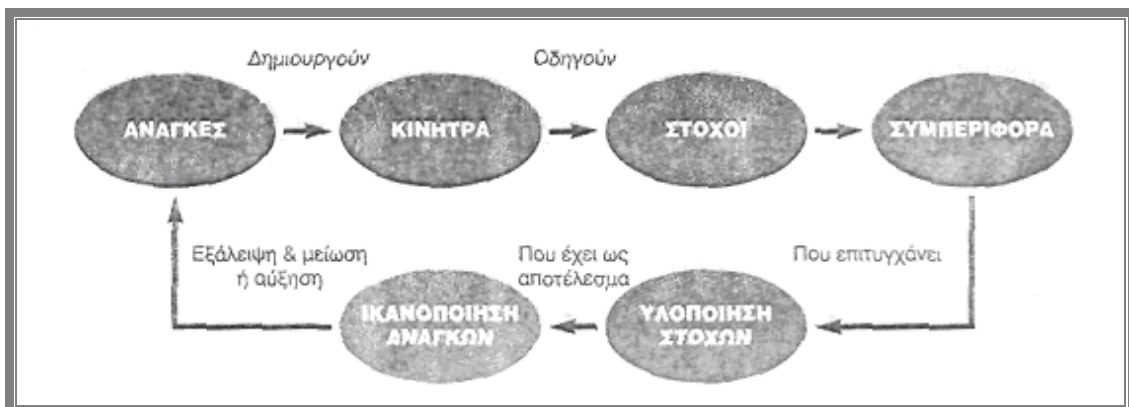 Δημιουργούν
Οδηγούν
ΑΝΑΓΚΕΣ
ΚΙΝΗΤΡΑ
ΣΤΟΧΟΙ
ΣΥΜΠΕΡΙΦΟΡΑ
Εξάλειψη & μείωση
ή αύξηση
Που έχει ως
αποτέλεσμα
Που επιτυγχάνει
ΙΚΑΝΟΠΟΙΗΣΗ
ΑΝΑΓΚΩΝ
ΥΛΟΠΟΙΗΣΗ
ΣΤΟΧΩΝ